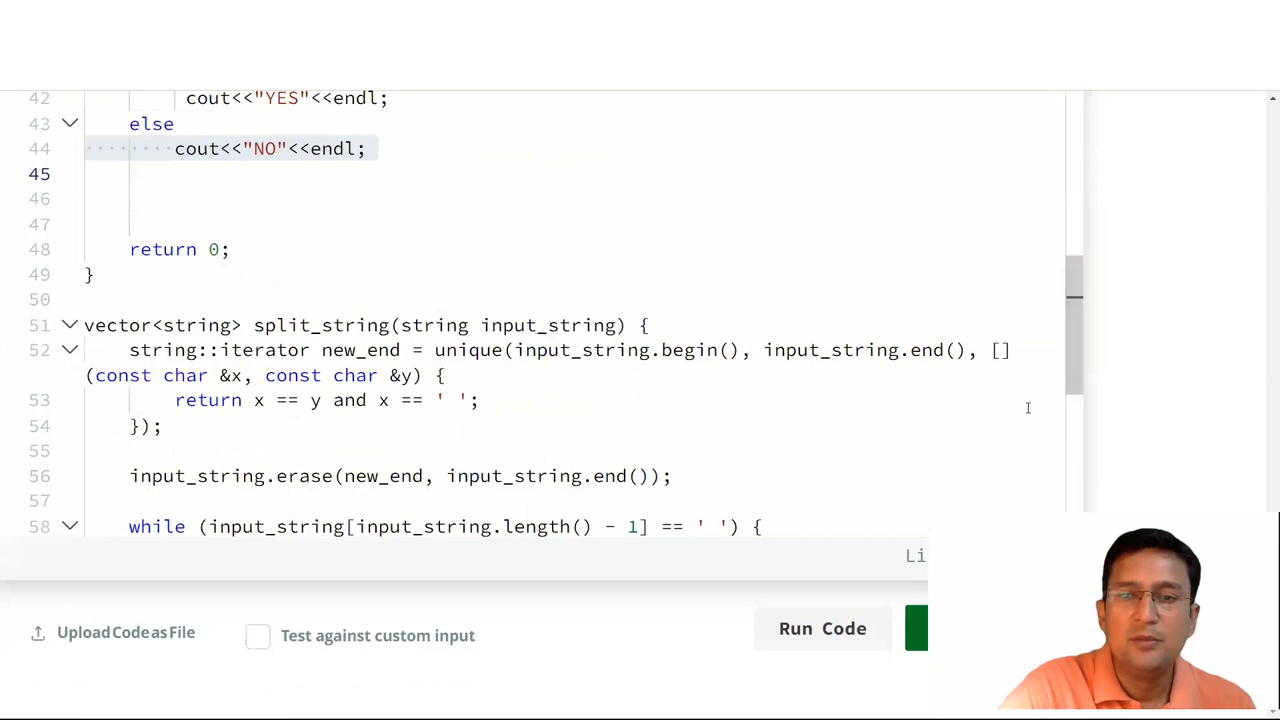 42 cout<<"YES"<<endl;
43 else
44 cout<<"NO"<<endl;
45
46
47
48 return 0;
49 }
50
51 vector<string> split_string(string input_string) {
52 string::iterator new_end = unique(input_string.begin(), input_string.end(), []
(const char &x, const char &y) {
53 return x == y and x == ' ';
54 });
55
56 input_string.erase(new_end, input_string.end());
57
58 while (input_string[input_string.length() - 1] == ' ') {
Li
Upload Code as File Test against custom input Run Code